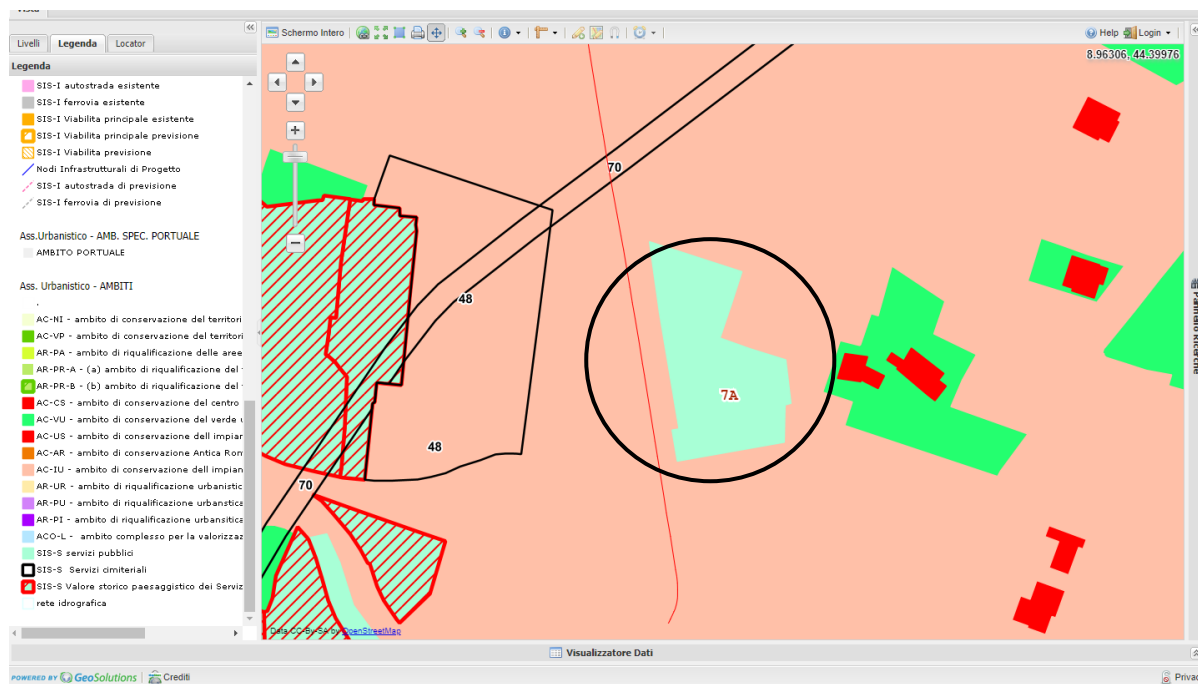 Vista
Schermo Intero
Help
Login
Livelli
Legenda
Locator
8.96306, 44.39976
Legenda
SIS-I autostrada esistente
SIS-I ferrovia esistente
SIS-I Viabilita principale esistente
SIS-I Viabilita principale previsione
SIS-I Viabilita previsione
Nodi Infrastrutturali di Progetto
SIS-I autostrada di previsione
SIS-I ferrovia di previsione
Ass.Urbanistico - AMB. SPEC. PORTUALE
AMBITO PORTUALE
Ass. Urbanistico - AMBITI
.
AC-NI - ambito di conservazione del territori
AC-VP - ambito di conservazione del territori
AR-PA - ambito di riqualificazione delle aree
AR-PR-A - (a) ambito di riqualificazione del
AR-PR-B - (b) ambito di riqualificazione del
AC-CS - ambito di conservazione del centro
AC-VU - ambito di conservazione del verde
AC-US - ambito di conservazione dell impian
AC-AR - ambito di conservazione Antica Rom
AC-IU - ambito di conservazione dell impian
AR-UR - ambito di riqualificazione urbanistic
AR-PU - ambito di riqualificazione urbanstica
AR-PI - ambito di riqualificazione urbansitica
ACO-L - ambito complesso per la valorizzaz
SIS-S servizi pubblici
SIS-S Servizi cimiteriali
SIS-S Valore storico paesaggistico dei Serviz
rete idrografica
70
48
7A
48
70
Data CC-By-SA by OpenStreetMap
Pannello Ricerche
Visualizzatore Dati
POWERED BY GeoSolutions
Crediti
Privac